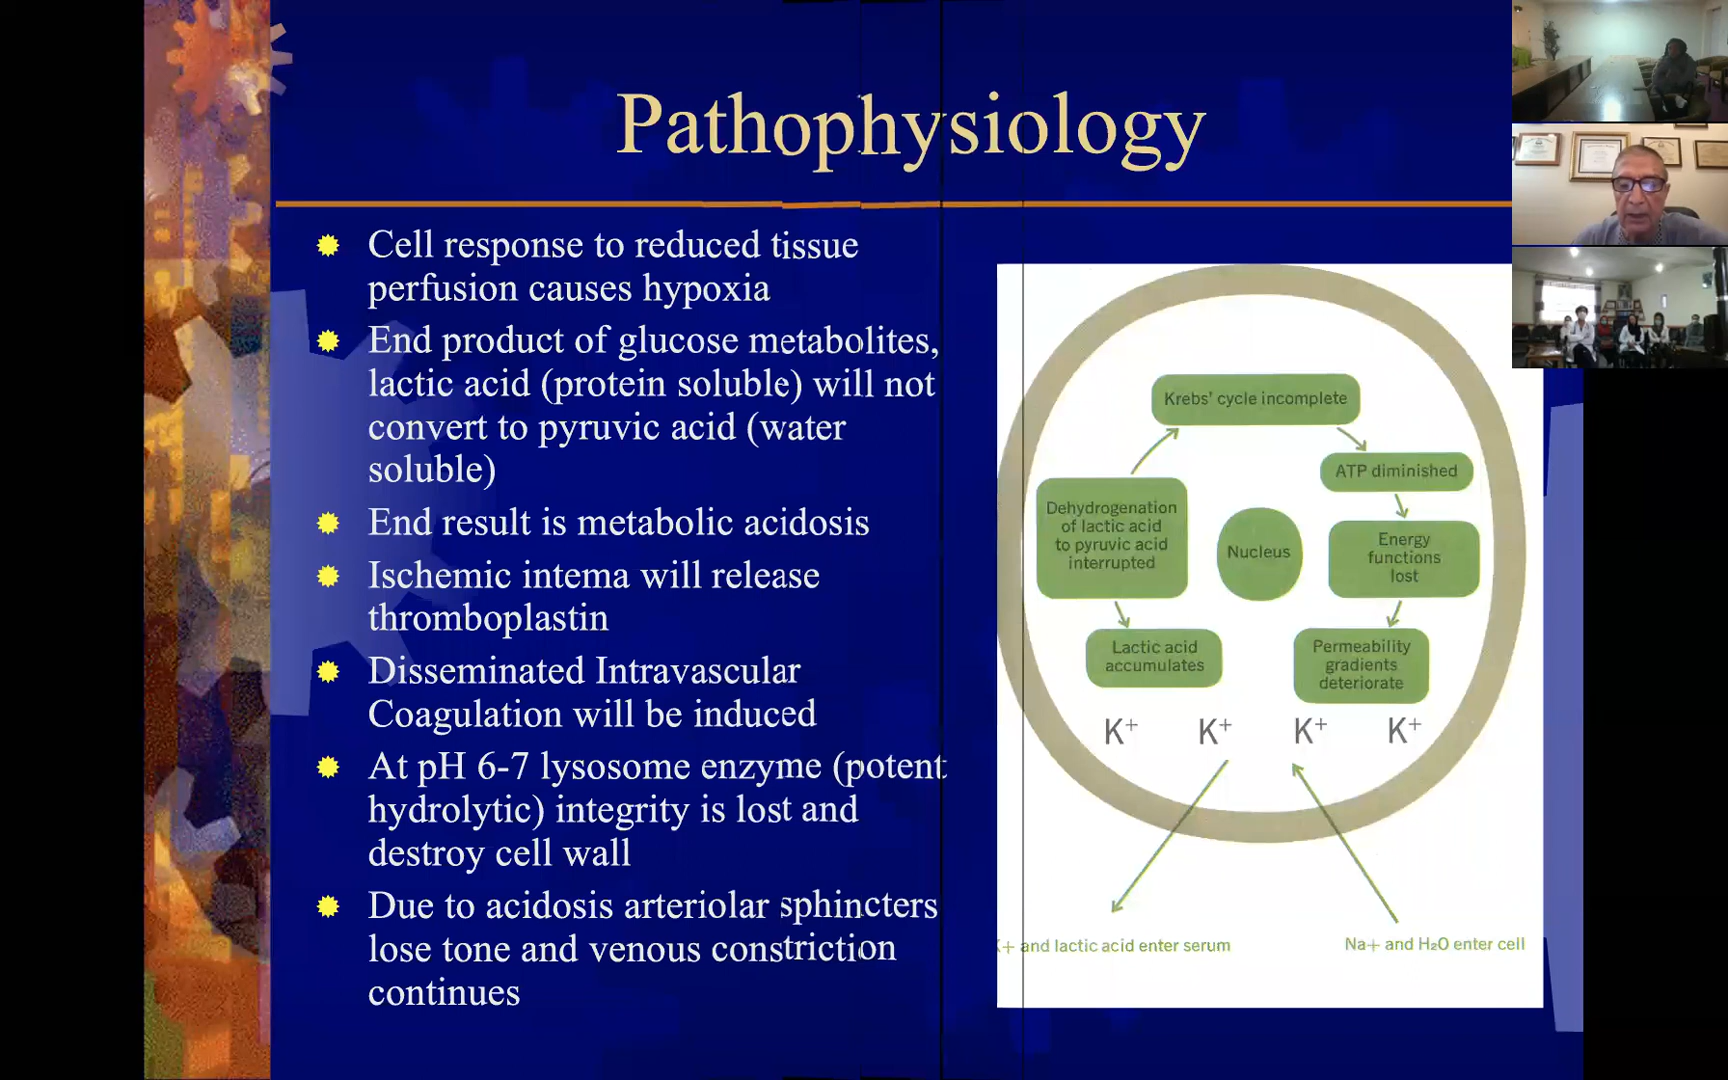 Pathophysiology
Cell response to reduced tissue
perfusion causes hypoxia
End product of glucose metabolites,
lactic acid (protein soluble) will not
convert to pyruvic acid (water
soluble)
End result is metabolic acidosis
Ischemic intema will release
thromboplastin
Disseminated Intravascular
Coagulation will be induced
At pH 6-7 lysosome enzyme (potent
hydrolytic) integrity is lost and
destroy cell wall
Due to acidosis arteriolar sphincters
lose tone and venous constriction
continues
Krebs' cycle incomplete
ATP diminished
Dehydrogenation
of lactic acid
to pyruvic acid
interrupted
Nucleus
Energy
functions
lost
Lactic acid
accumulates
Permeability
gradients
deteriorate
K+ K+ K+ K+
K+ and lactic acid enter serum
Na+ and H₂O enter cell